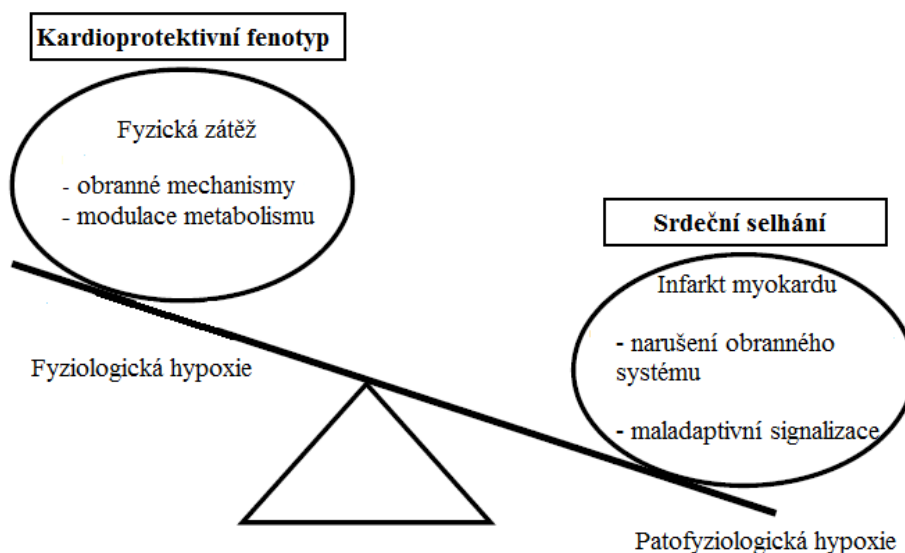 Kardioprotektivní fenotyp
Fyzická zátěž
- obranné mechanismy
- modulace metabolismu
Fyziologická hypoxie
Srdeční selhání
Infarkt myokardu
- narušení obranného
systému
- maladaptivní signalizace
Patofyziologická hypoxie